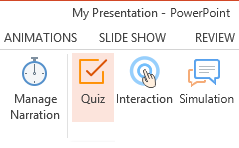 My Presentation - PowerPoint
ANIMATIONS SLIDE SHOW REVIEW
Manage Narration Quiz Interaction Simulation